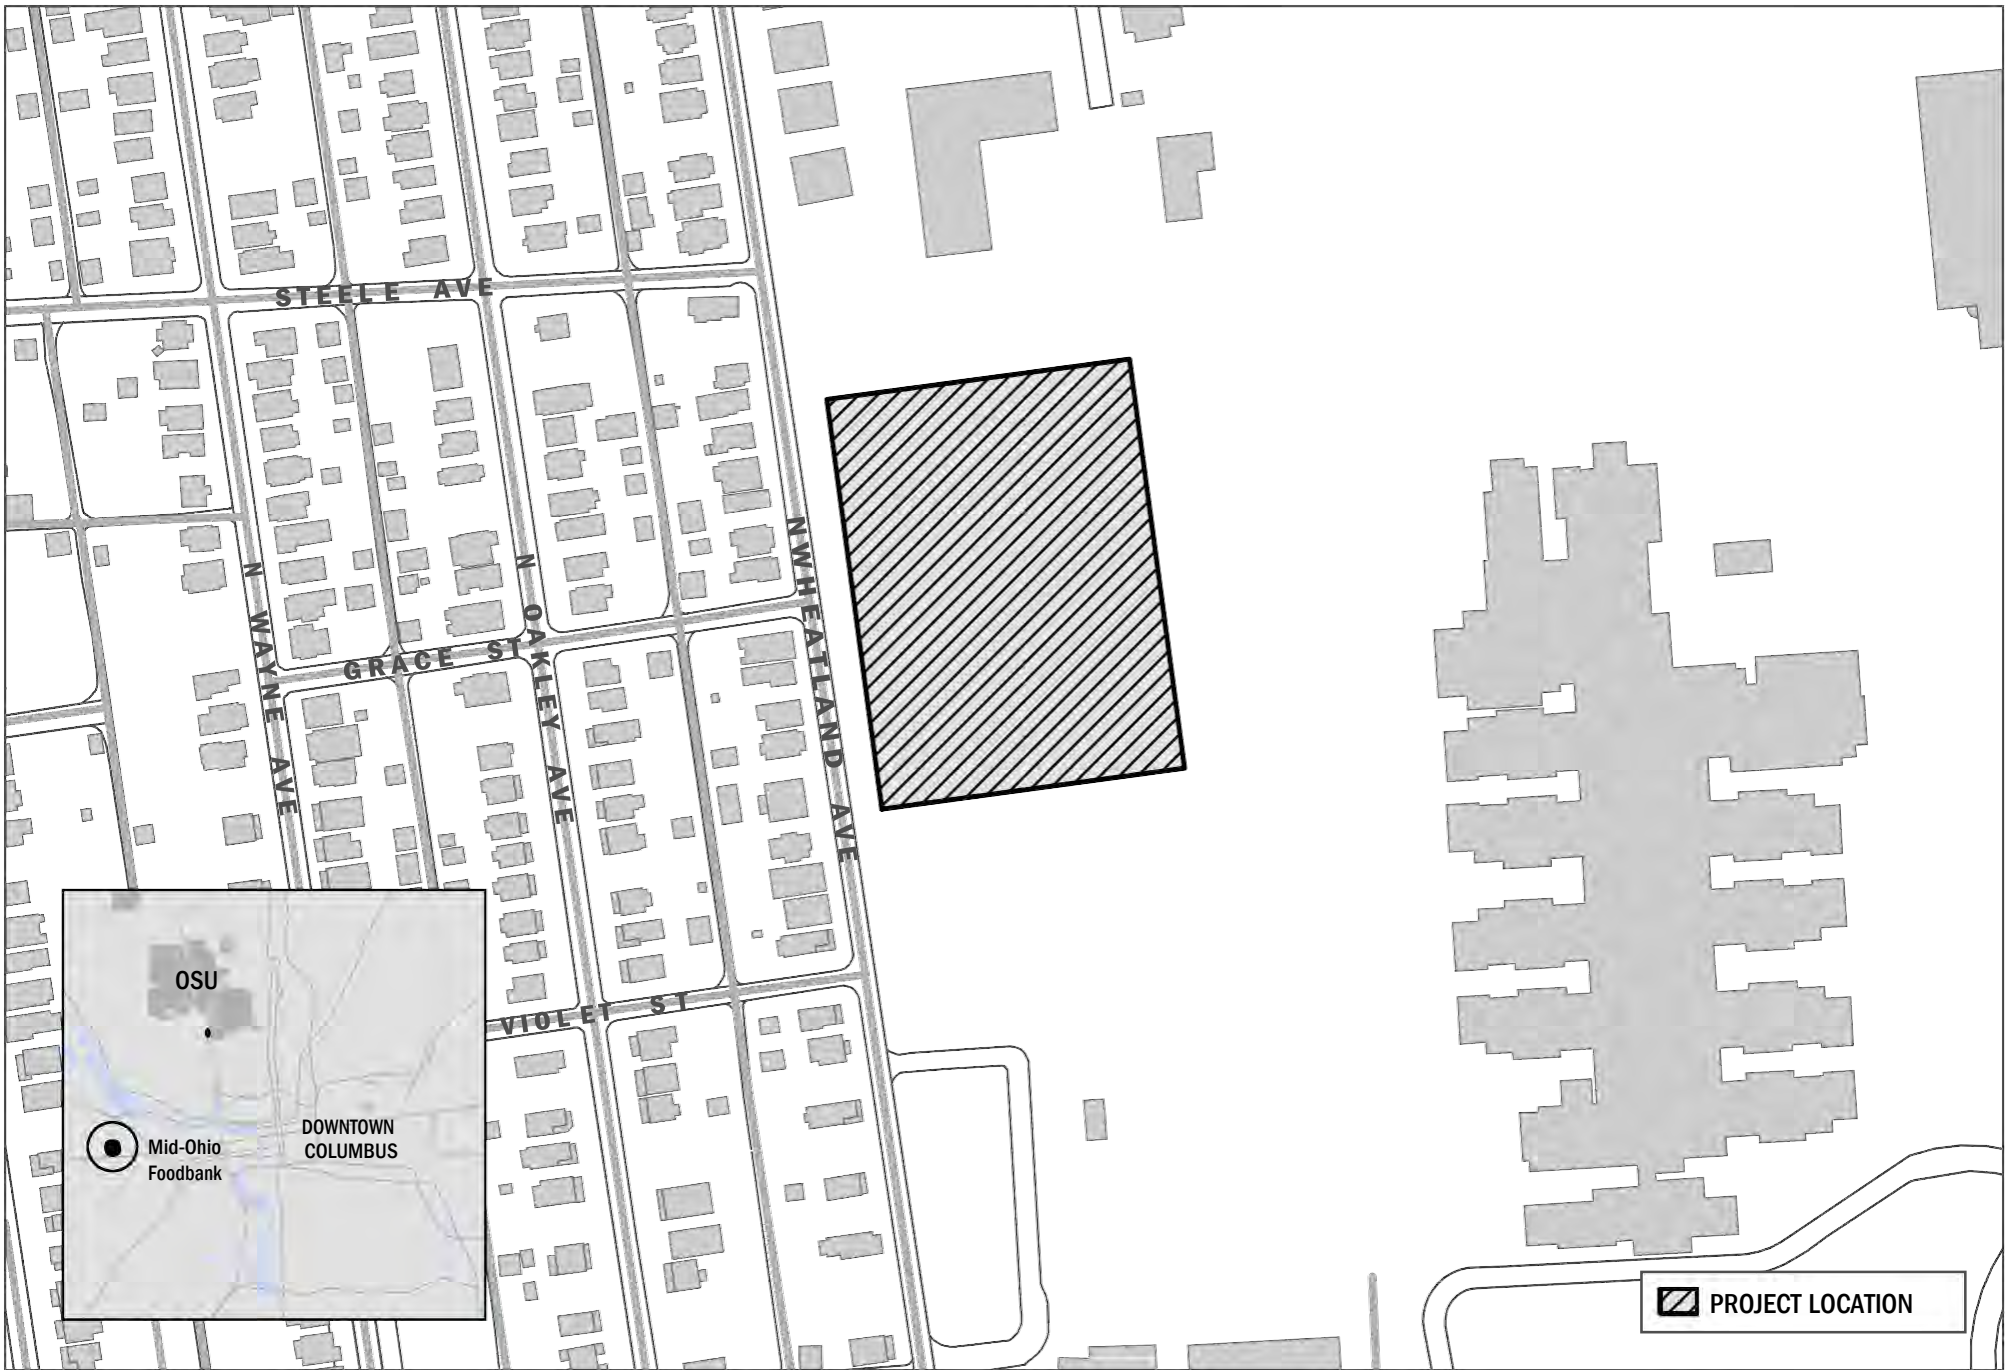 STEELE AVE
N WHEATLAND AVE
N WAYNE AVE
N OAKLEY AVE
GRACE ST
VIOLET ST
OSU
DOWNTOWN
COLUMBUS
Mid-Ohio
Foodbank
PROJECT LOCATION